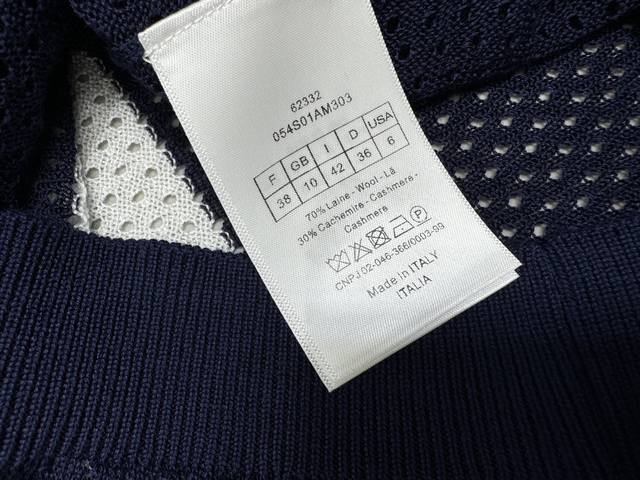 62332
054S01AM303
F GB I D USA
38 10 42 36 6
70% Laine - Wool - Lã
30% Cachemire - Cashmere -
Cashmere
P
CNPJ 02-046-366/0003-99
Made in ITALY
ITALIA